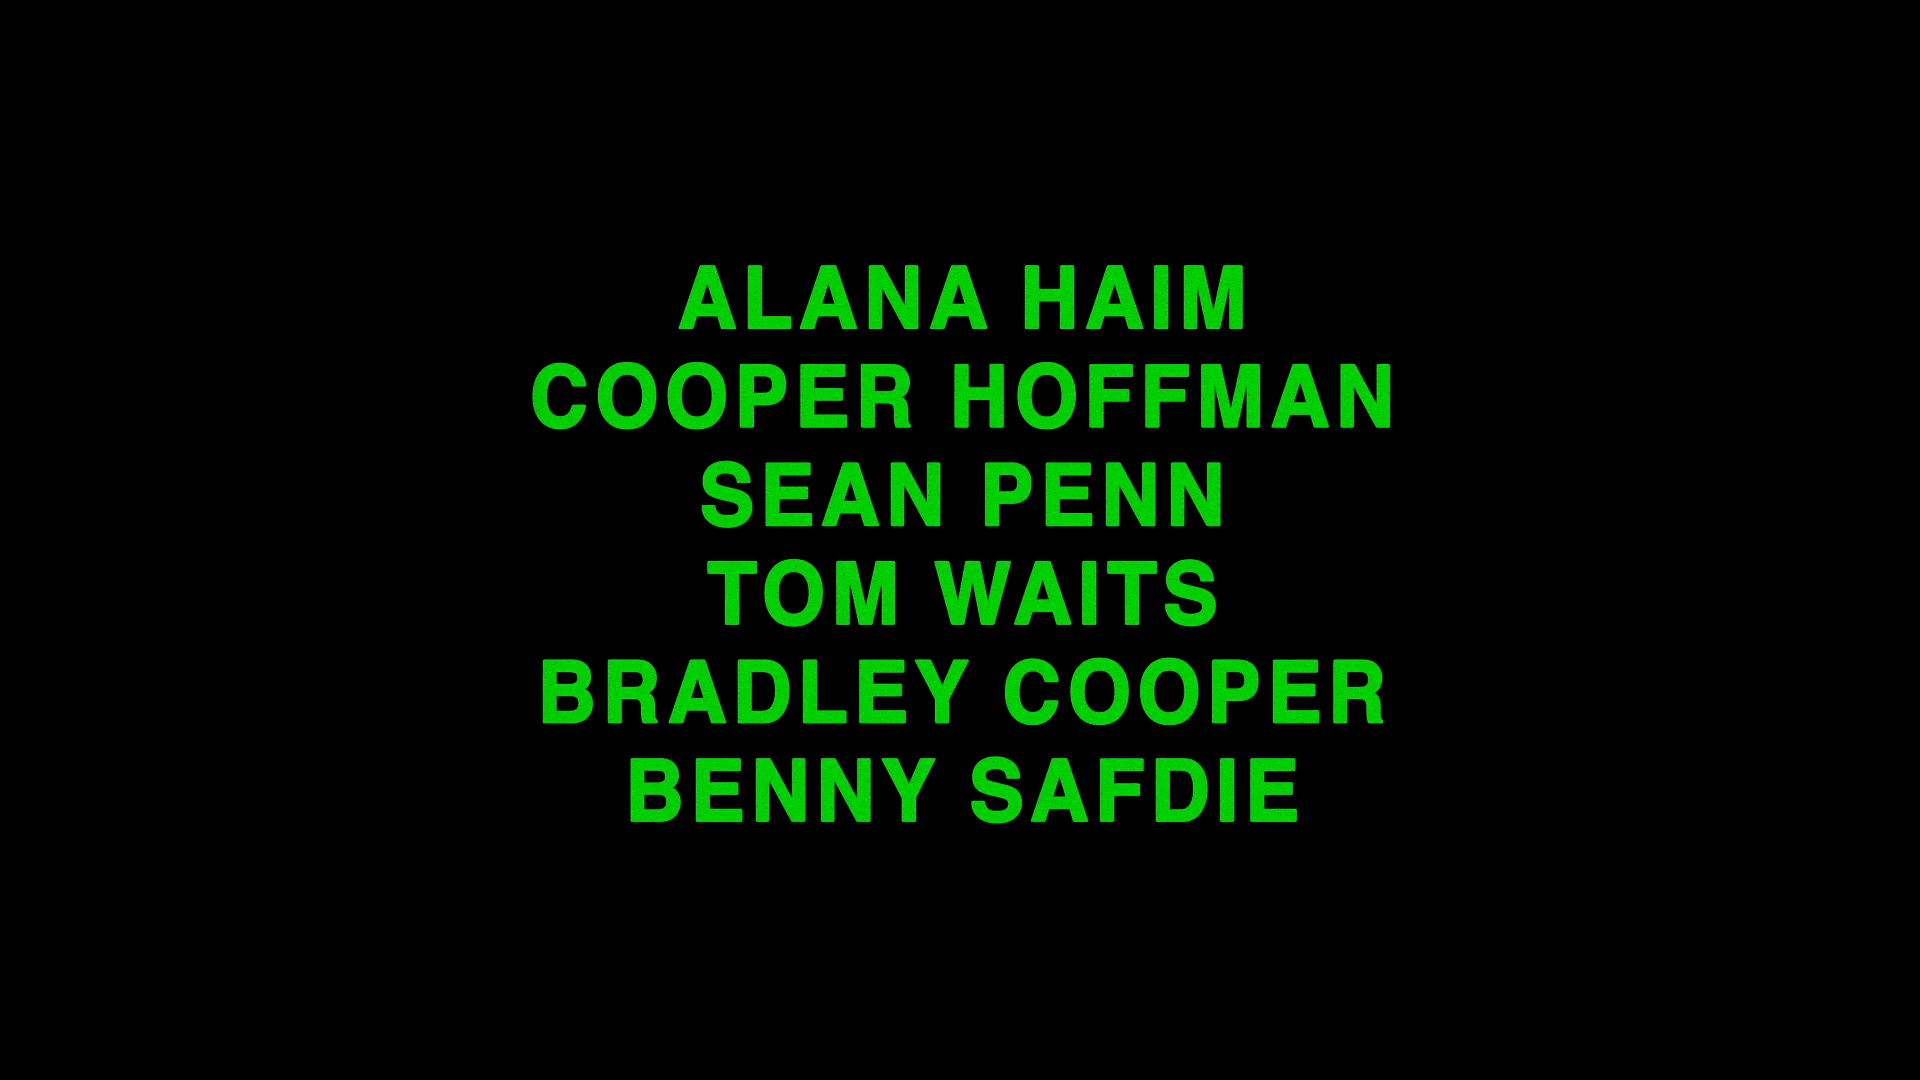 ALANA HAIM
COOPER HOFFMAN
SEAN PENN
TOM WAITS
BRADLEY COOPER
BENNY SAFDIE